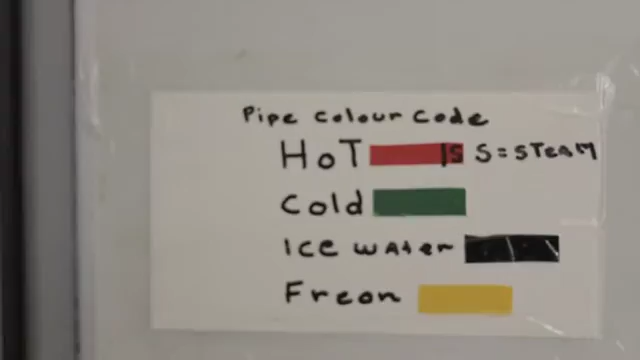 Pipe Colour Code
HoT S S = STeAM
Cold
Ice water
Freon